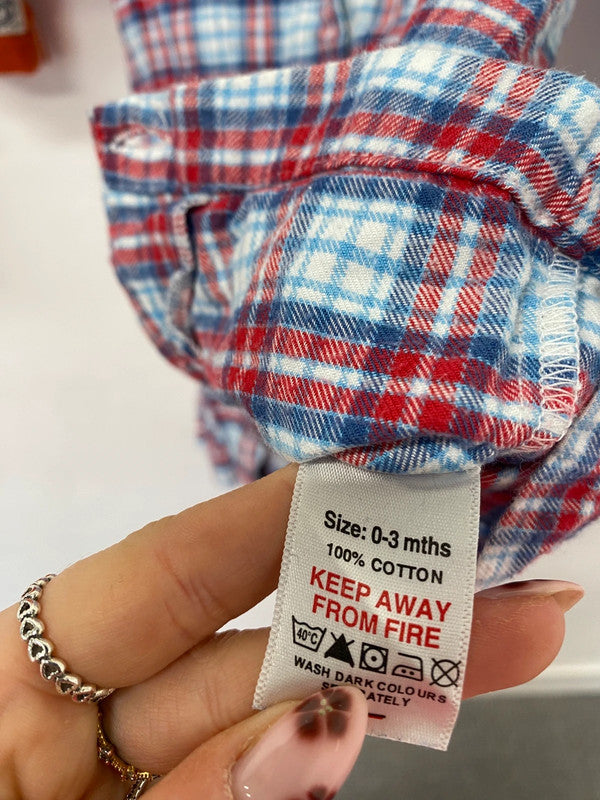 Size: 0-3 mths
100% COTTON
KEEP AWAY
FROM FIRE
40°C
WASH DARK COLOURS